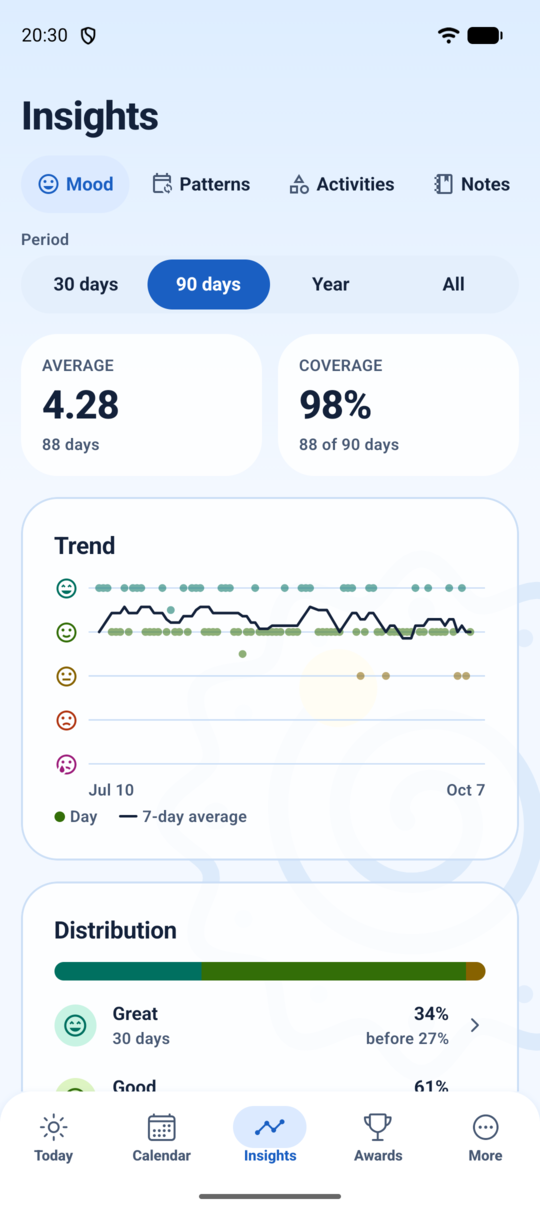 20:30
Insights
Mood Patterns Activities Notes
Period
30 days 90 days Year All
AVERAGE
4.28
88 days
COVERAGE
98%
88 of 90 days
Trend
Jul 10 Oct 7
Day 7-day average
Distribution
Great 34%
30 days before 27%
Good 61%
Today Calendar Insights Awards More